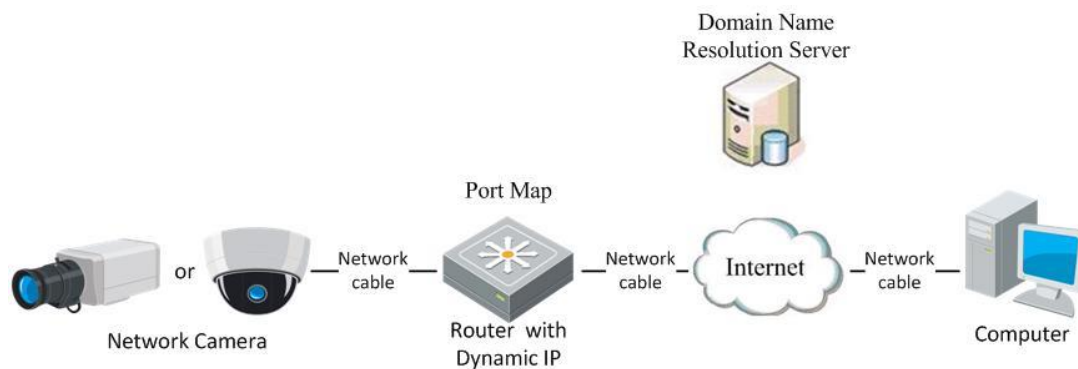 Domain Name
Resolution Server
Port Map
or
Network
cable
Network
cable
Internet
Network
cable
Network Camera
Router with
Dynamic IP
Computer